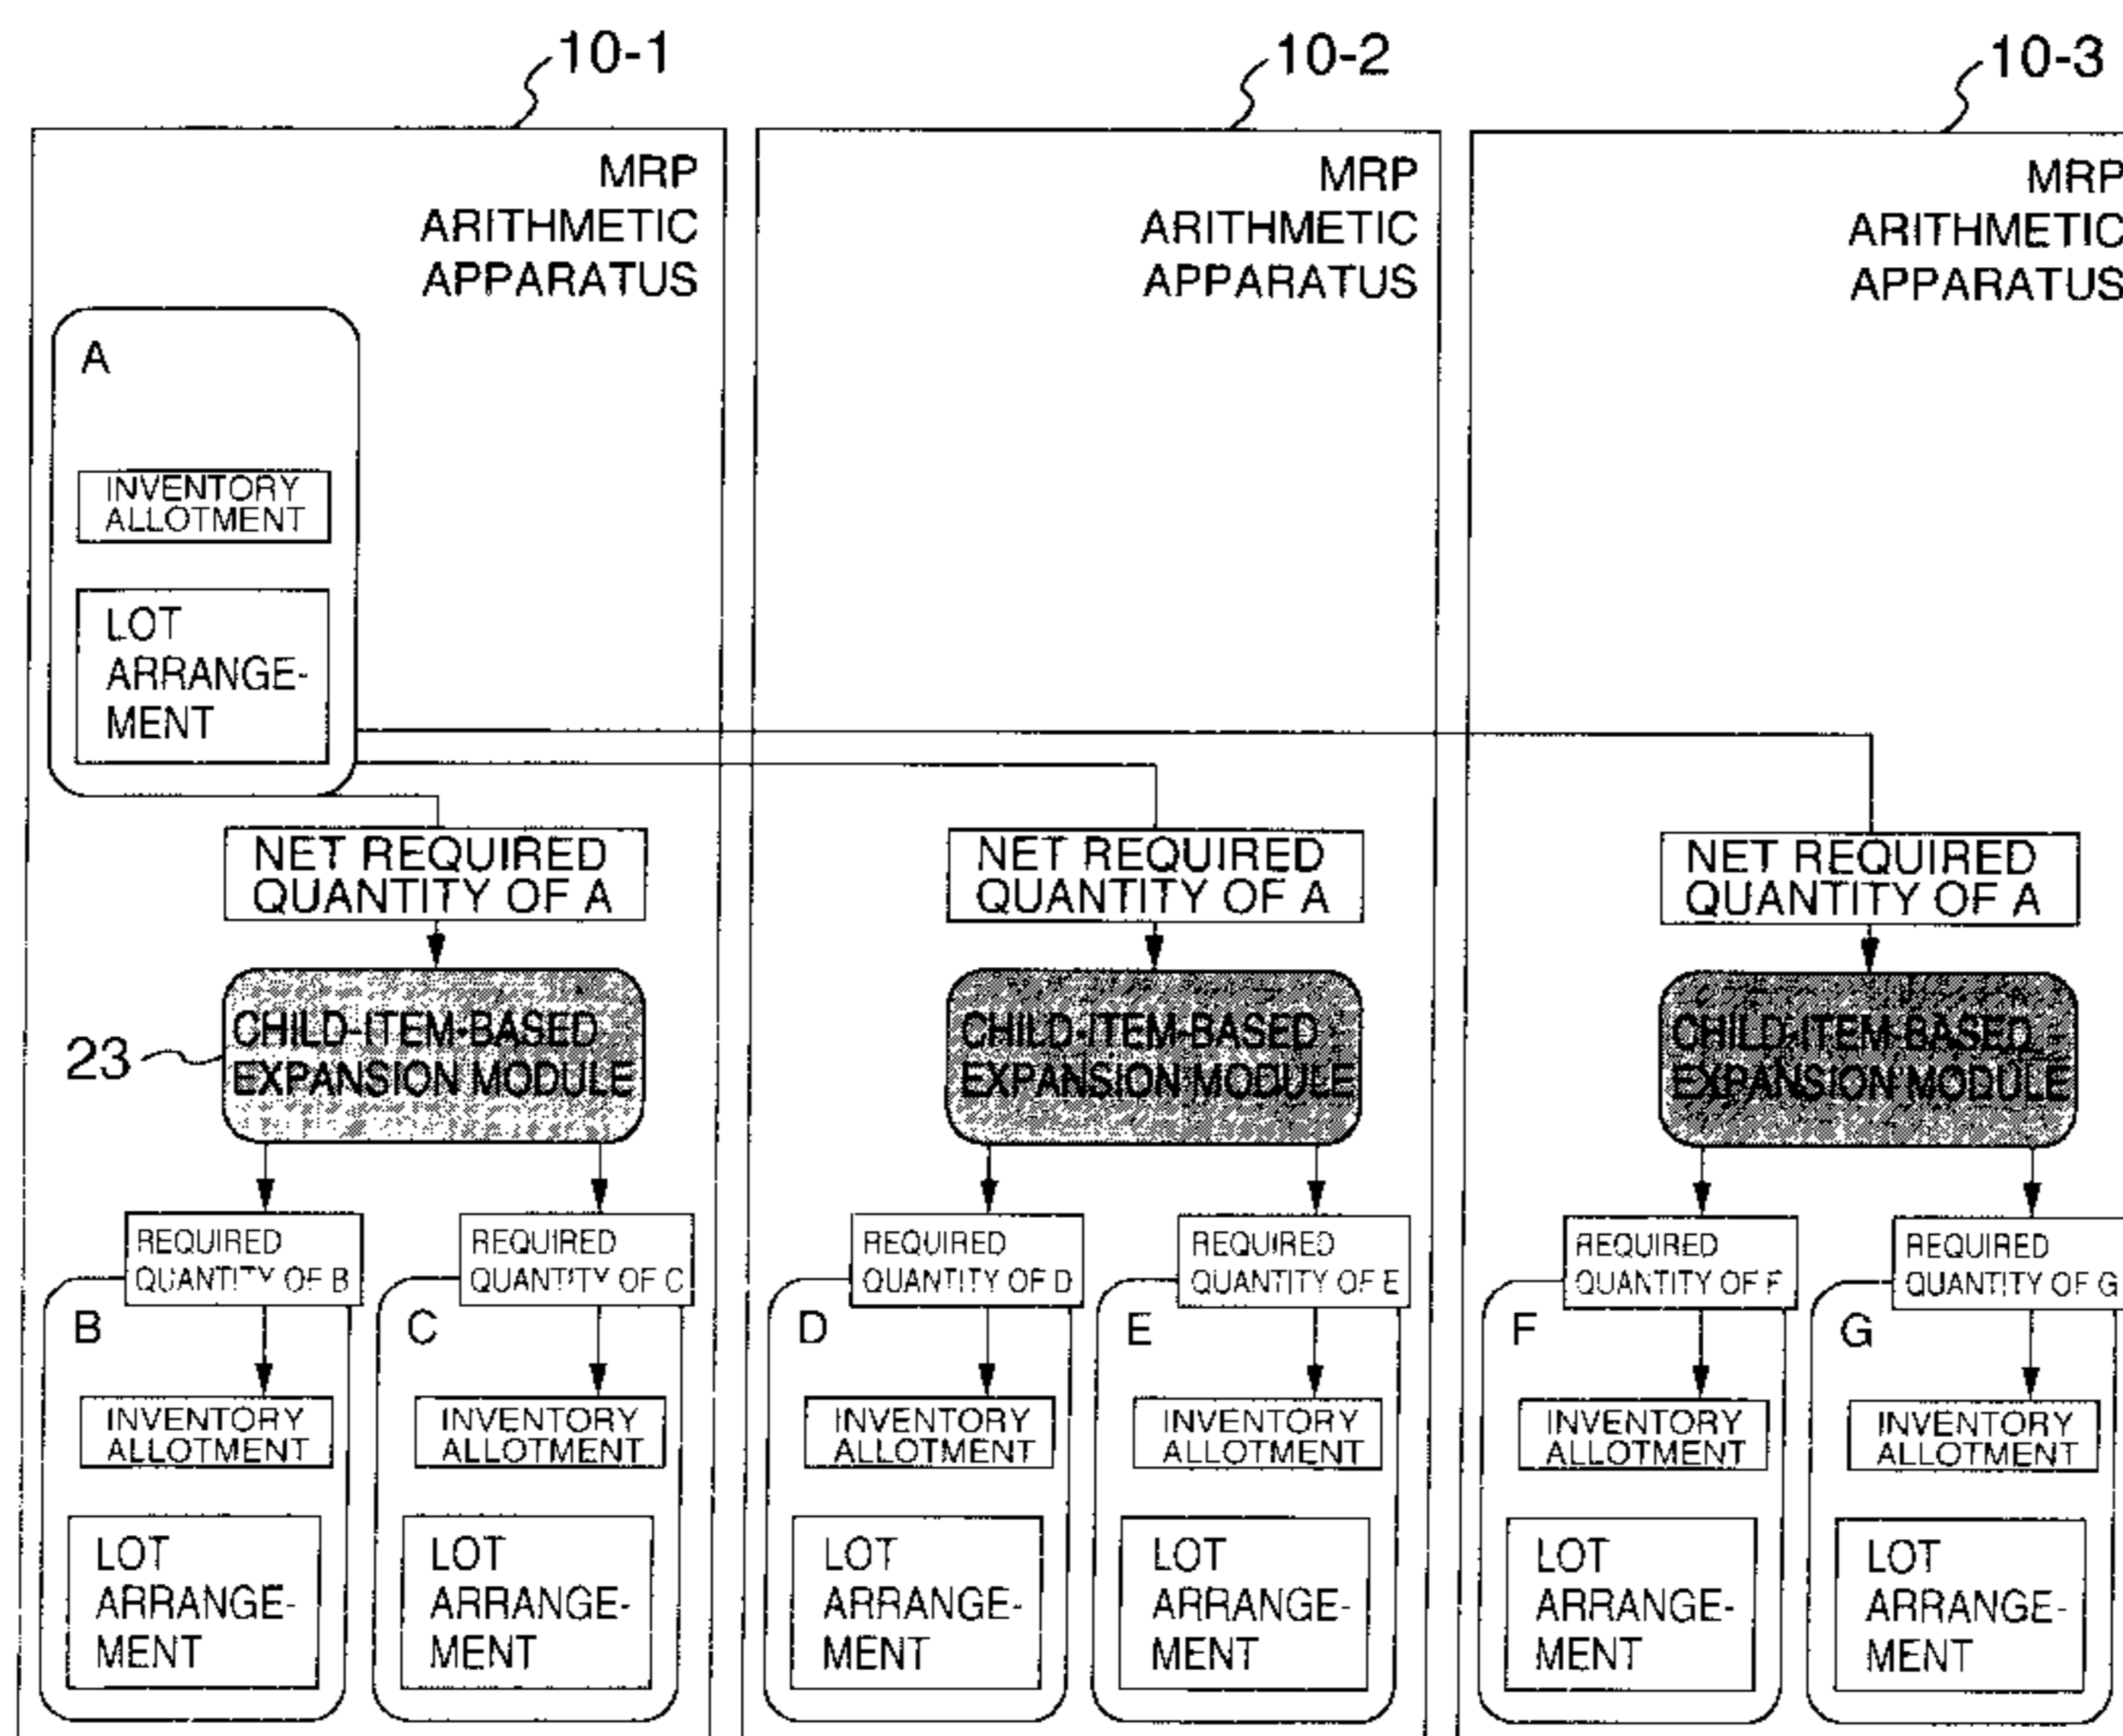 10-1
10-2
10-3
MRP
ARITHMETIC
APPARATUS
MRP
ARITHMETIC
APPARATUS
MRP
ARITHMETIC
APPARATUS
A
INVENTORY
ALLOTMENT
LOT
ARRANGE-
MENT
NET REQUIRED
QUANTITY OF A
NET REQUIRED
QUANTITY OF A
NET REQUIRED
QUANTITY OF A
23
CHILD-ITEM-BASED
EXPANSION MODULE
CHILD-ITEM-BASED
EXPANSION MODULE
CHILD-ITEM-BASED
EXPANSION MODULE
REQUIRED
QUANTITY OF B
REQUIRED
QUANTITY OF C
REQUIRED
QUANTITY OF D
REQUIRED
QUANTITY OF E
REQUIRED
QUANTITY OF F
REQUIRED
QUANTITY OF G
B
INVENTORY
ALLOTMENT
LOT
ARRANGE-
MENT
C
INVENTORY
ALLOTMENT
LOT
ARRANGE-
MENT
D
INVENTORY
ALLOTMENT
LOT
ARRANGE-
MENT
E
INVENTORY
ALLOTMENT
LOT
ARRANGE-
MENT
F
INVENTORY
ALLOTMENT
LOT
ARRANGE-
MENT
G
INVENTORY
ALLOTMENT
LOT
ARRANGE-
MENT